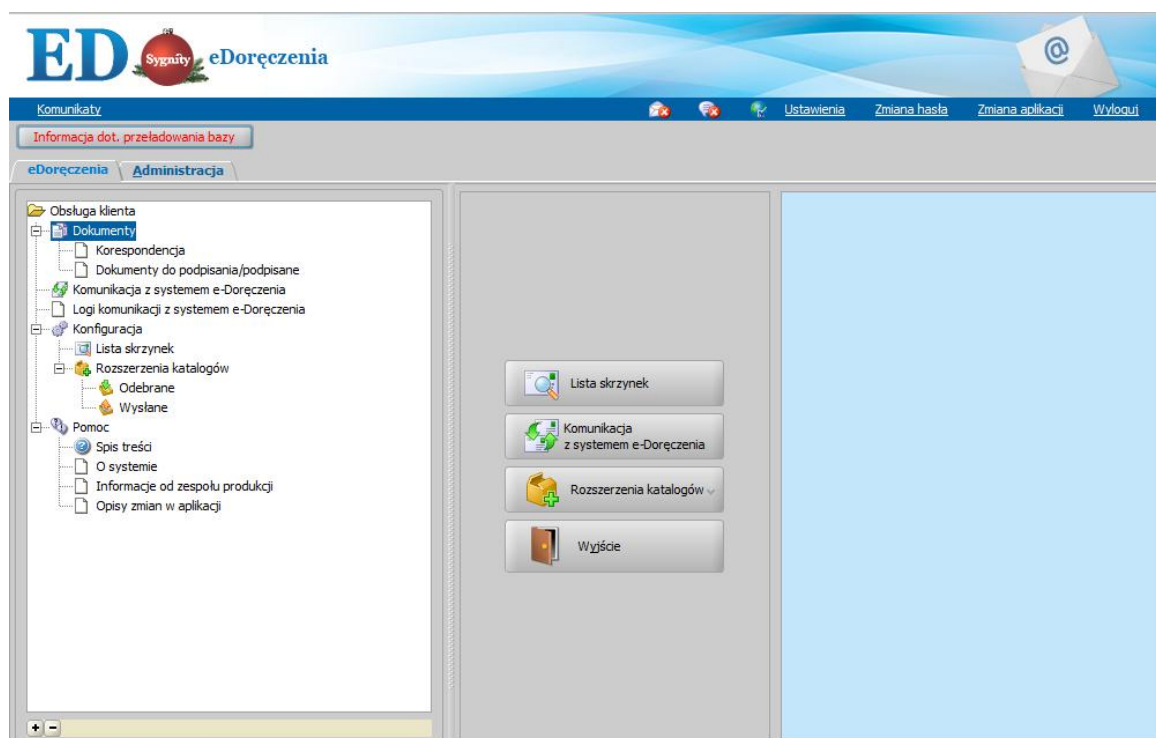 ED Sygnity eDoręczenia
@
Komunikaty Ustawienia Zmiana hasła Zmiana aplikacji Wyloguj
Informacja dot. przeładowania bazy
eDoręczenia Administracja
Obsługa klienta
Dokumenty
Korespondencja
Dokumenty do podpisania/podpisane
Komunikacja z systemem e-Doręczenia
Logi komunikacji z systemem e-Doręczenia
Konfiguracja
Lista skrzynek
Rozszerzenia katalogów
Odebrane
Wysłane
Pomoc
Spis treści
O systemie
Informacje od zespołu produkcji
Opisy zmian w aplikacji
Lista skrzynek
Komunikacja
z systemem e-Doręczenia
Rozszerzenia katalogów
Wyjście